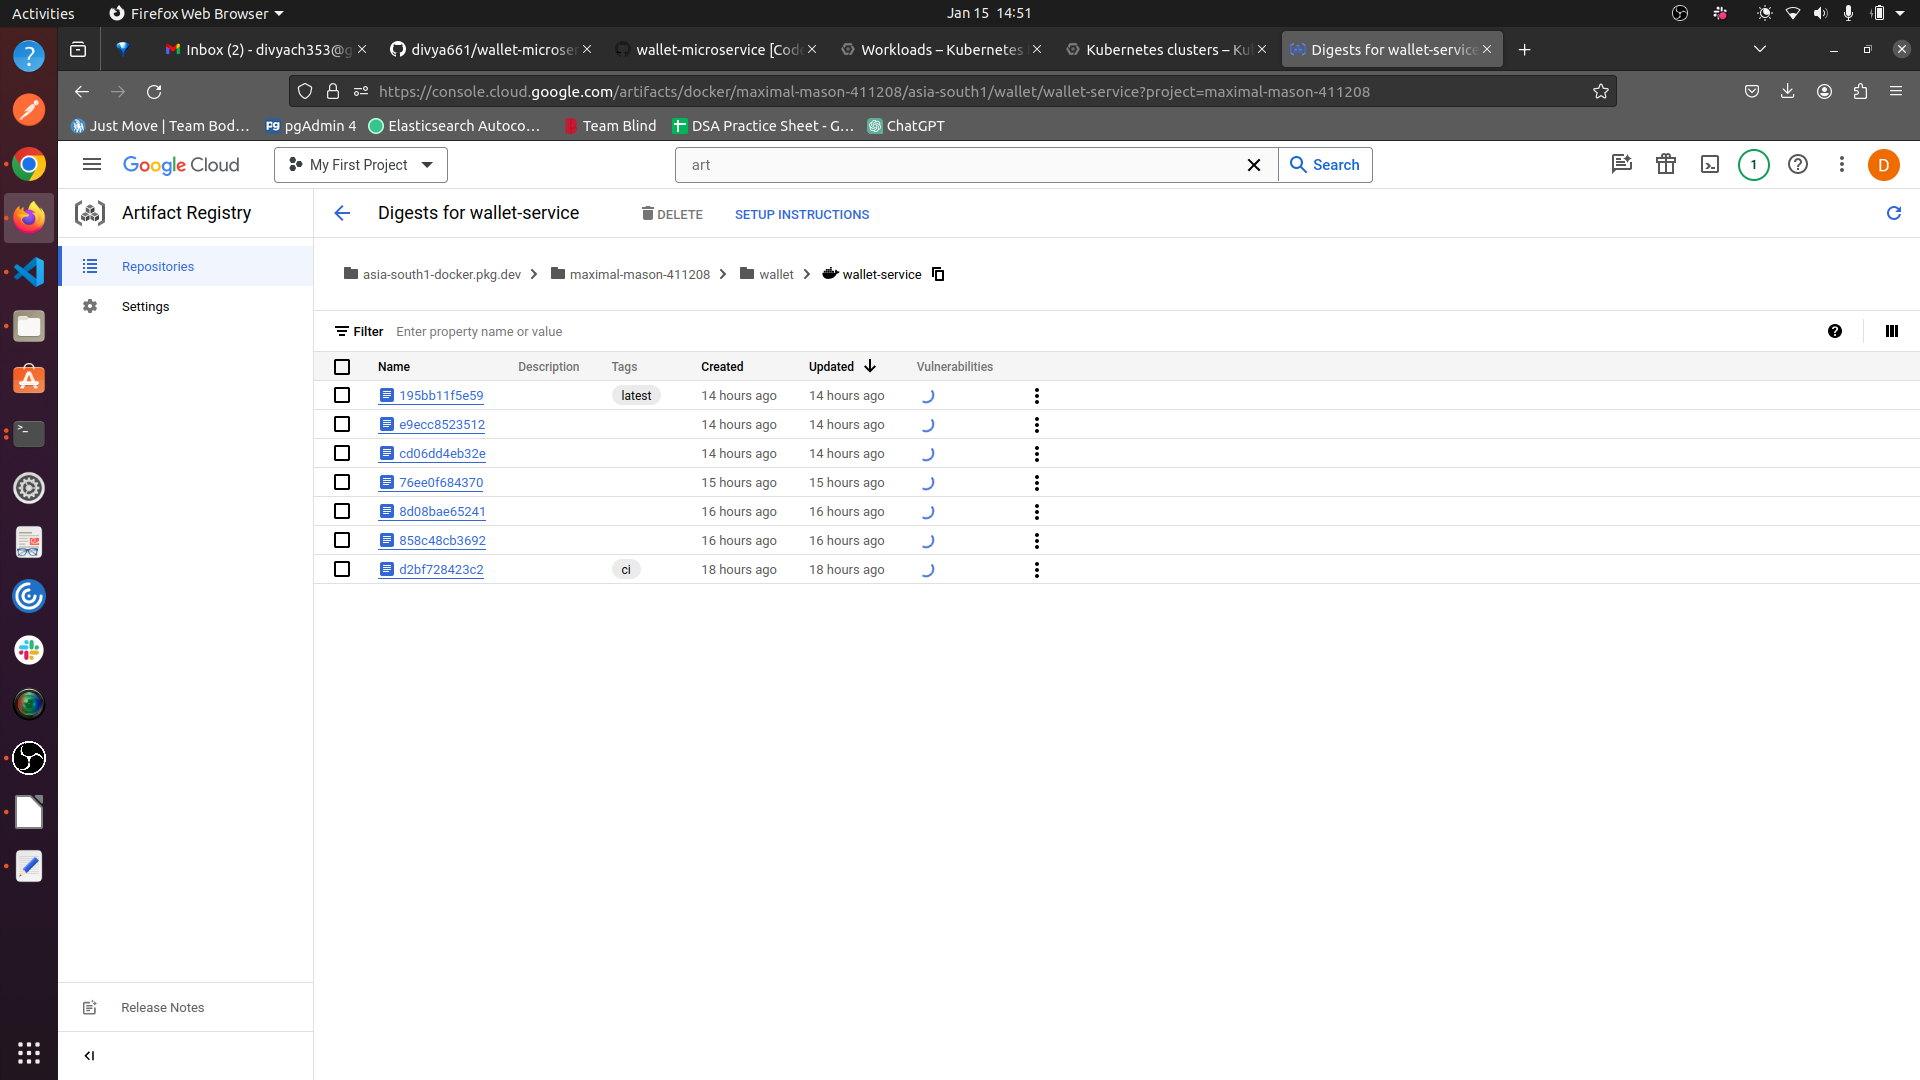 Activities Firefox Web Browser Jan 15 14:51
Inbox (2) - divyach353@g divya661/wallet-microser wallet-microservice [Cod Workloads – Kubernetes Kubernetes clusters – Ku Digests for wallet-service
https://console.cloud.google.com/artifacts/docker/maximal-mason-411208/asia-south1/wallet/wallet-service?project=maximal-mason-411208
Just Move | Team Bod... pgAdmin 4 Elasticsearch Autoco... Team Blind DSA Practice Sheet - G... ChatGPT
Google Cloud My First Project art Search 1 D
Artifact Registry Digests for wallet-service DELETE SETUP INSTRUCTIONS
Repositories
Settings
asia-south1-docker.pkg.dev maximal-mason-411208 wallet wallet-service
Filter Enter property name or value
Name Description Tags Created Updated Vulnerabilities
195bb11f5e59 latest 14 hours ago 14 hours ago
e9ecc8523512 14 hours ago 14 hours ago
cd06dd4eb32e 14 hours ago 14 hours ago
76ee0f684370 15 hours ago 15 hours ago
8d08bae65241 16 hours ago 16 hours ago
858c48cb3692 16 hours ago 16 hours ago
d2bf728423c2 ci 18 hours ago 18 hours ago
Release Notes